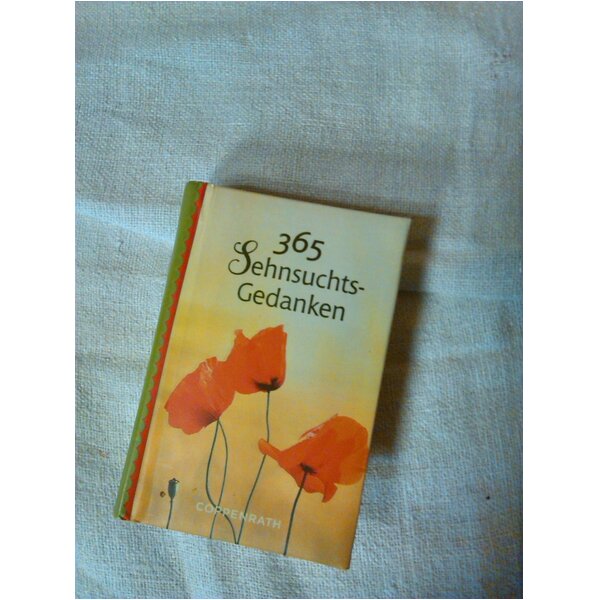 365
Sehnsuchts-
Gedanken
COPPENRATH